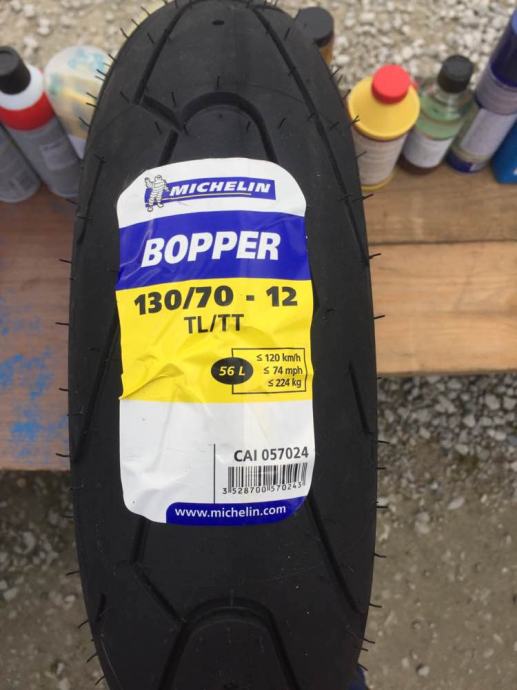 MICHELIN
BOPPER
130/70 - 12
TL/TT
56 L
≤ 120 km/h
≤ 74 mph
≤ 224 kg
CAI 057024
3 528700 570243
www.michelin.com